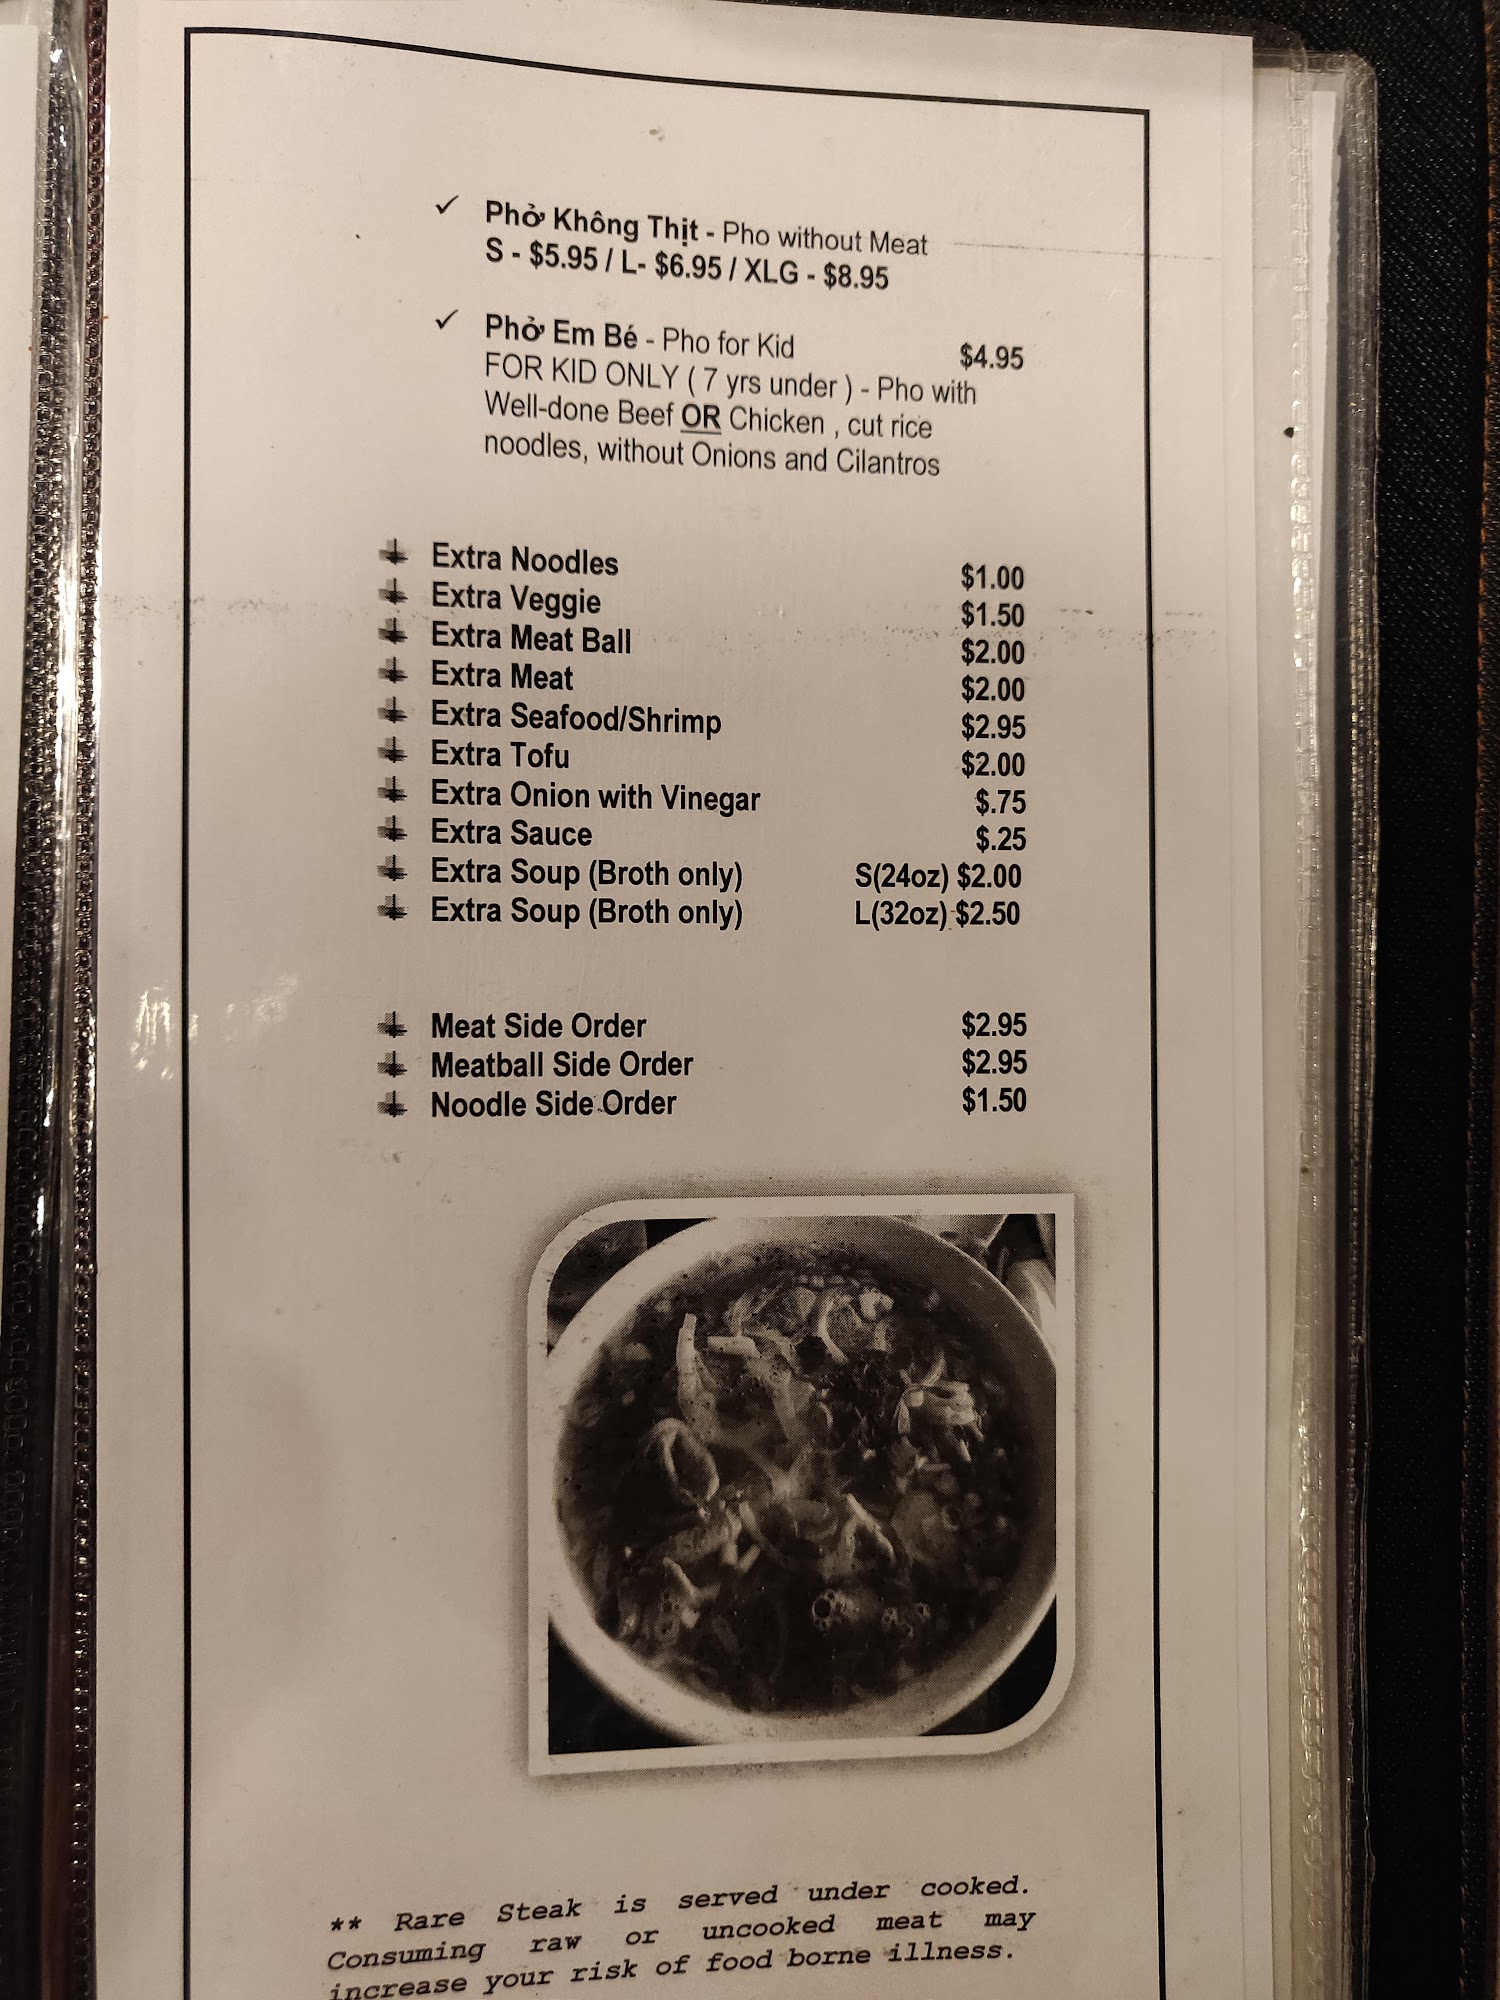 Phở Không Thịt - Pho without Meat
S - $5.95 / L- $6.95 / XLG - $8.95
Phở Em Bé - Pho for Kid $4.95
FOR KID ONLY ( 7 yrs under ) - Pho with
Well-done Beef OR Chicken , cut rice
noodles, without Onions and Cilantros
Extra Noodles $1.00
Extra Veggie $1.50
Extra Meat Ball $2.00
Extra Meat $2.00
Extra Seafood/Shrimp $2.95
Extra Tofu $2.00
Extra Onion with Vinegar $.75
Extra Sauce $.25
Extra Soup (Broth only) S(24oz) $2.00
Extra Soup (Broth only) L(32oz) $2.50
Meat Side Order $2.95
Meatball Side Order $2.95
Noodle Side Order $1.50
** Rare Steak is served under cooked.
Consuming raw or uncooked meat may
increase your risk of food borne illness.